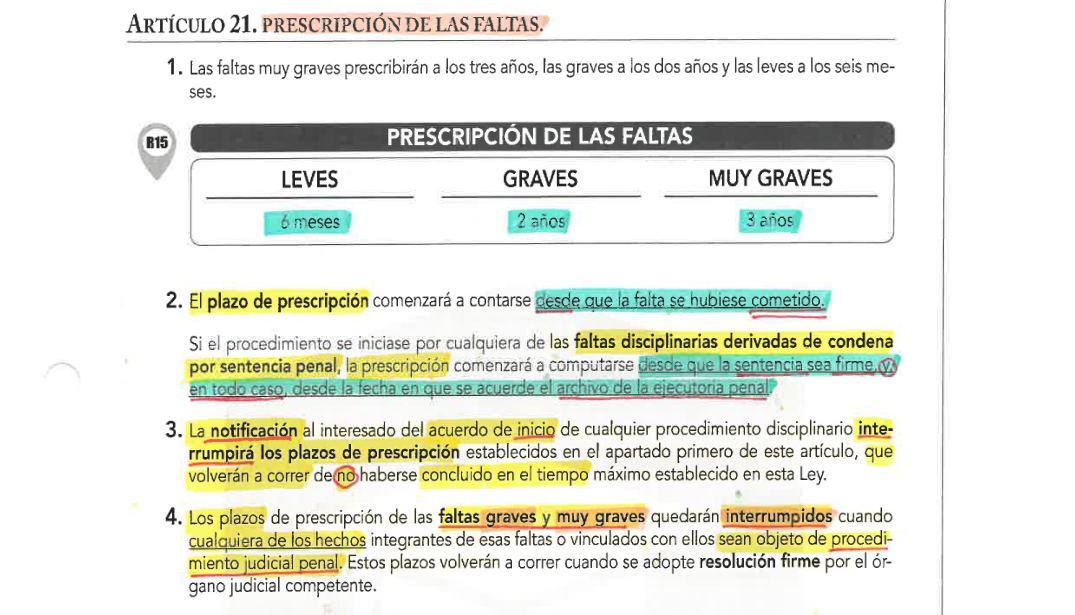 ARTÍCULO 21. PRESCRIPCIÓN DE LAS FALTAS.
1. Las faltas muy graves prescribirán a los tres años, las graves a los dos años y las leves a los seis me-
ses.
R15
PRESCRIPCIÓN DE LAS FALTAS
LEVES GRAVES MUY GRAVES
6 meses 2 años 3 años
2. El plazo de prescripción comenzará a contarse desde que la falta se hubiese cometido.
Si el procedimiento se iniciase por cualquiera de las faltas disciplinarias derivadas de condena
por sentencia penal, la prescripción comenzará a computarse desde que la sentencia sea firme, y,
en todo caso, desde la fecha en que se acuerde el archivo de la ejecutoria penal.
3. La notificación al interesado del acuerdo de inicio de cualquier procedimiento disciplinario inte-
rrumpirá los plazos de prescripción establecidos en el apartado primero de este artículo, que
volverán a correr de no haberse concluido en el tiempo máximo establecido en esta Ley.
4. Los plazos de prescripción de las faltas graves y muy graves quedarán interrumpidos cuando
cualquiera de los hechos integrantes de esas faltas o vinculados con ellos sean objeto de procedi-
miento judicial penal. Estos plazos volverán a correr cuando se adopte resolución firme por el ór-
gano judicial competente.